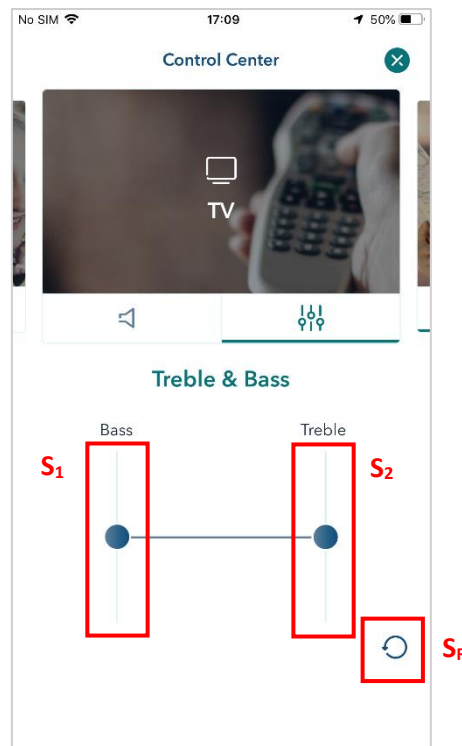 No SIM 17:09 50%
Control Center
TV
Treble & Bass
Bass Treble
S₁ S₂